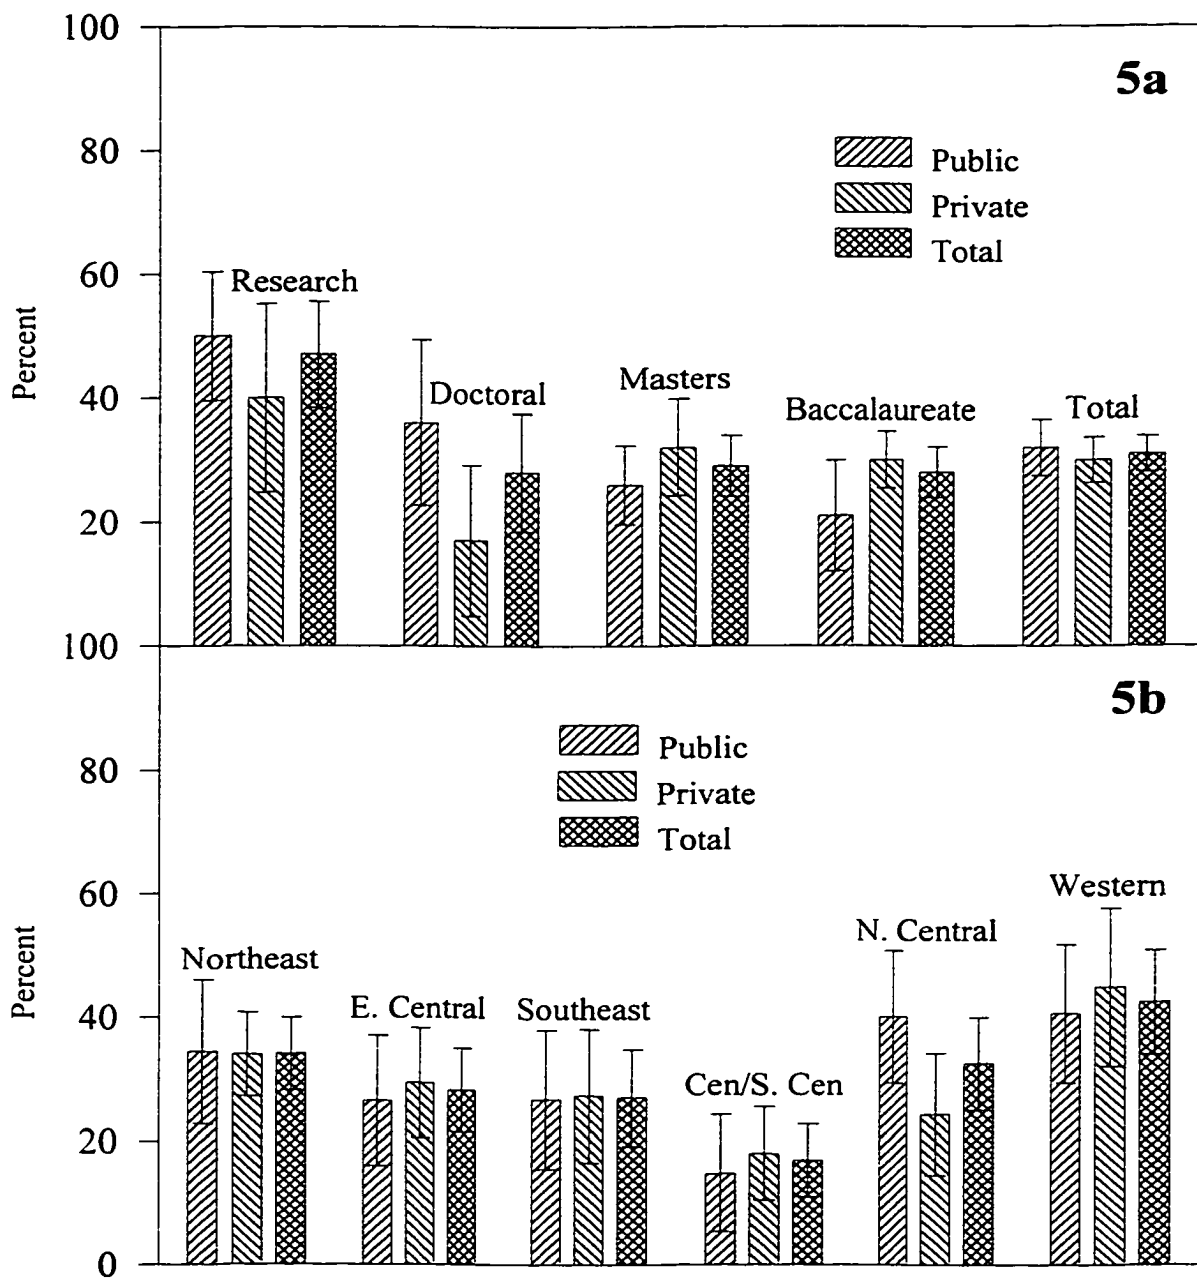 100
5a
80
Public
Private
Total
60
Research
Percent
Masters
Doctoral
40
Baccalaureate
Total
20
100
5b
Public
80
Private
Total
60
Western
N. Central
Percent
Northeast
E. Central
Southeast
40
Cen/S. Cen
20
0